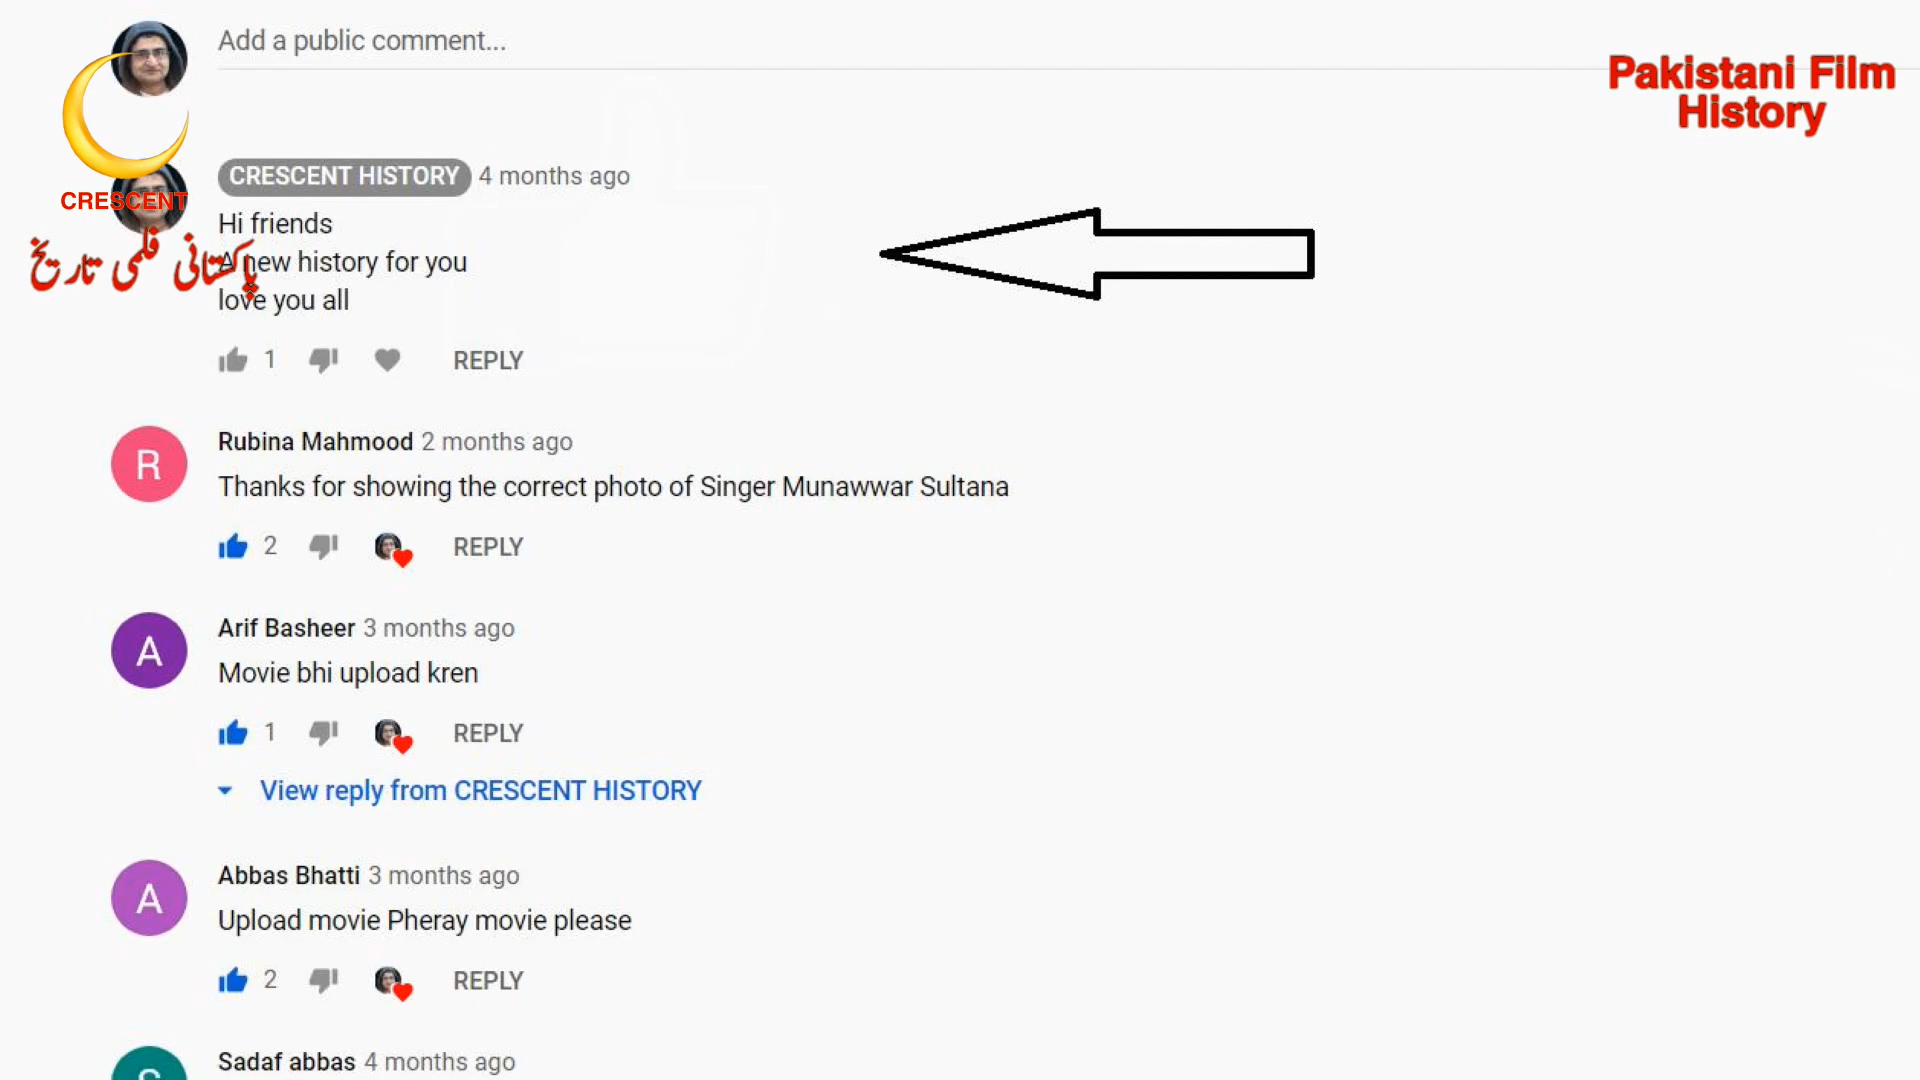 Add a public comment...
Pakistani Film
History
CRESCENT HISTORY 4 months ago
CRESCENT
Hi friends
پاکستانی فلمی تاریخ
A new history for you
love you all
1 REPLY
R
Rubina Mahmood 2 months ago
Thanks for showing the correct photo of Singer Munawwar Sultana
2 REPLY
A
Arif Basheer 3 months ago
Movie bhi upload kren
1 REPLY
View reply from CRESCENT HISTORY
A
Abbas Bhatti 3 months ago
Upload movie Pheray movie please
2 REPLY
Sadaf abbas 4 months ago